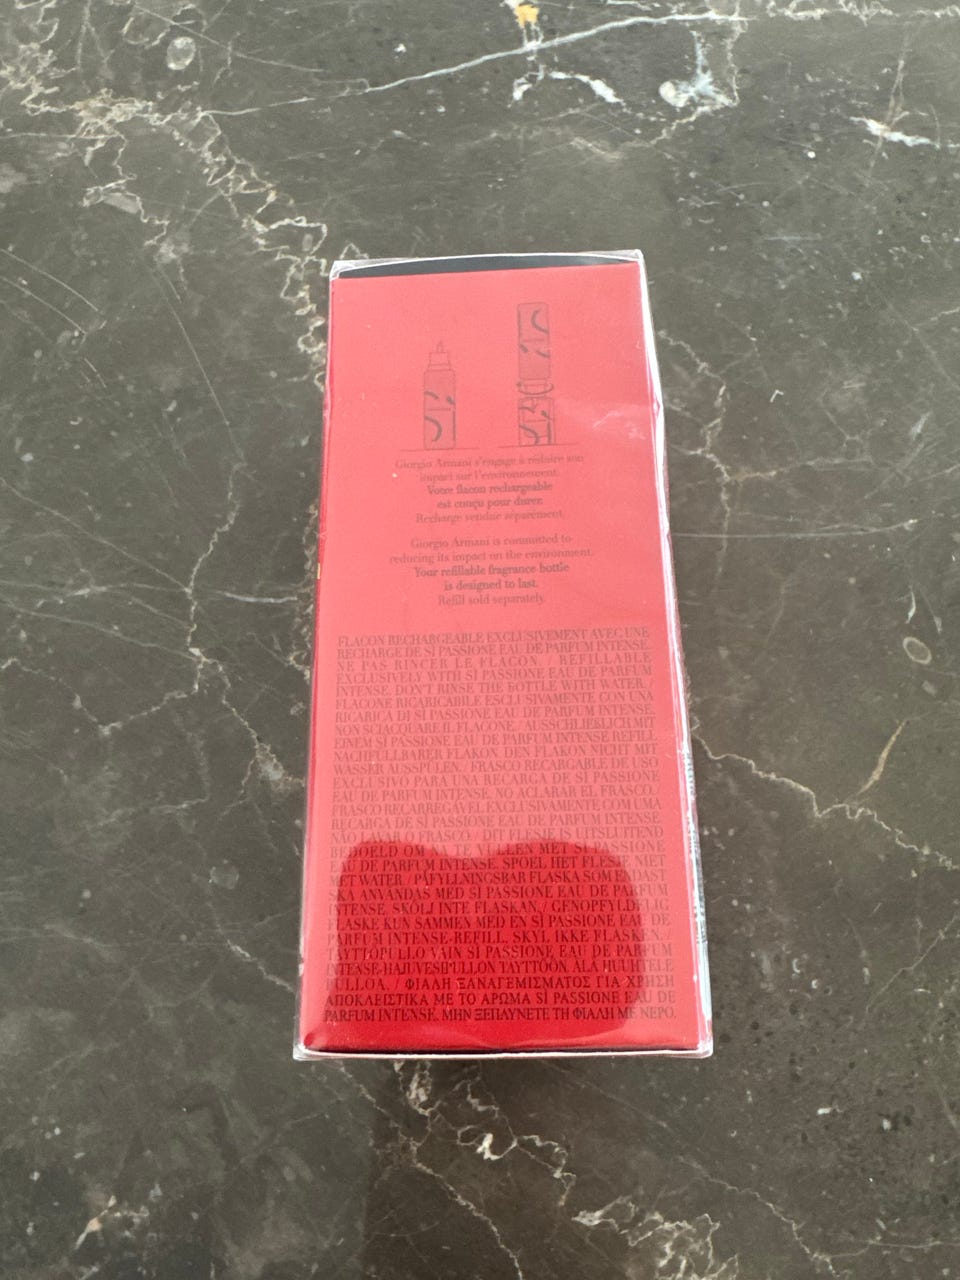 Giorgio Armani s'engage à réduire son
impact sur l'environnement.
Votre flacon rechargeable
est conçu pour durer.
Recharge vendue séparément.
Giorgio Armani is committed to
reducing its impact on the environment.
Your refillable fragrance bottle
is designed to last.
Refill sold separately.
FLACON RECHARGEABLE EXCLUSIVEMENT AVEC UNE
RECHARGE DE SÌ PASSIONE EAU DE PARFUM INTENSE.
NE PAS RINCER LE FLACON / REFILLABLE
EXCLUSIVELY WITH SÌ PASSIONE EAU DE PARFUM
INTENSE. DON'T RINSE THE BOTTLE WITH WATER. /
FLACONE RICARICABILE ESCLUSIVAMENTE CON UNA
RICARICA DI SÌ PASSIONE EAU DE PARFUM INTENSE.
NON SCIACQUARE IL FLACONE. / AUSSCHLIEßLICH MIT
EINEM SÌ PASSIONE EAU DE PARFUM INTENSE REFILL
NACHFÜLLBARER FLAKON. DEN FLAKON NICHT MIT
WASSER AUSSPÜLEN. / FRASCO RECARGABLE DE USO
EXCLUSIVO PARA UNA RECARGA DE SÌ PASSIONE
EAU DE PARFUM INTENSE. NO ACLARAR EL FRASCO. /
FRASCO RECARREGÁVEL EXCLUSIVAMENTE COM UMA
RECARGA DE SÌ PASSIONE EAU DE PARFUM INTENSE.
NÃO LAVAR O FRASCO / DIT FLESJE IS UITSLUITEND
BEDOELD OM NA TE VULLEN MET SÌ PASSIONE
EAU DE PARFUM INTENSE. SPOEL HET FLESJE NIET
MET WATER / PÅFYLLNINGSBAR FLASKA SOM ENDAST
SKA ANVÄNDAS MED SÌ PASSIONE EAU DE PARFUM
INTENSE. SKÖLJ INTE FLASKAN. / GENOPFYLDELIG
FLASKE KUN SAMMEN MED EN SÌ PASSIONE EAU DE
PARFUM INTENSE-REFILL. SKYL IKKE FLASKEN. /
TÄYTTÖPULLO VAIN SÌ PASSIONE EAU DE PARFUM
INTENSE-HAJUVESIPULLON TÄYTTÖÖN. ÄLÄ HUUHTELE
PULLOA. / ΦΙΑΛΗ ΞΑΝΑΓΕΜΙΣΜΑΤΟΣ ΓΙΑ ΧΡΗΣΗ
ΑΠΟΚΛΕΙΣΤΙΚΑ ΜΕ ΤΟ ΑΡΩΜΑ SÌ PASSIONE EAU DE
PARFUM INTENSE. ΜΗΝ ΞΕΠΛΥΝΕΤΕ ΤΗ ΦΙΑΛΗ ΜΕ ΝΕΡΟ.